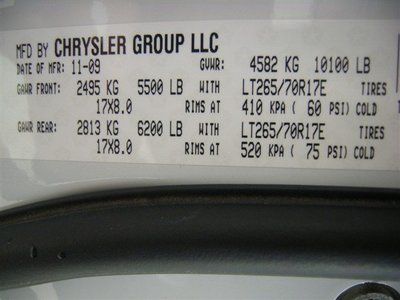 MFD BY CHRYSLER GROUP LLC
DATE OF MFD: 11-09 GVWR: 4582 KG 10100 LB
GAWR FRONT: 2495 KG 5500 LB WITH LT265/70R17E TIRES
17X8.0 RIMS AT 410 KPA ( 60 PSI) COLD
GAWR REAR: 2813 KG 6200 LB WITH LT265/70R17E TIRES
17X8.0 RIMS AT 520 KPA ( 75 PSI) COLD